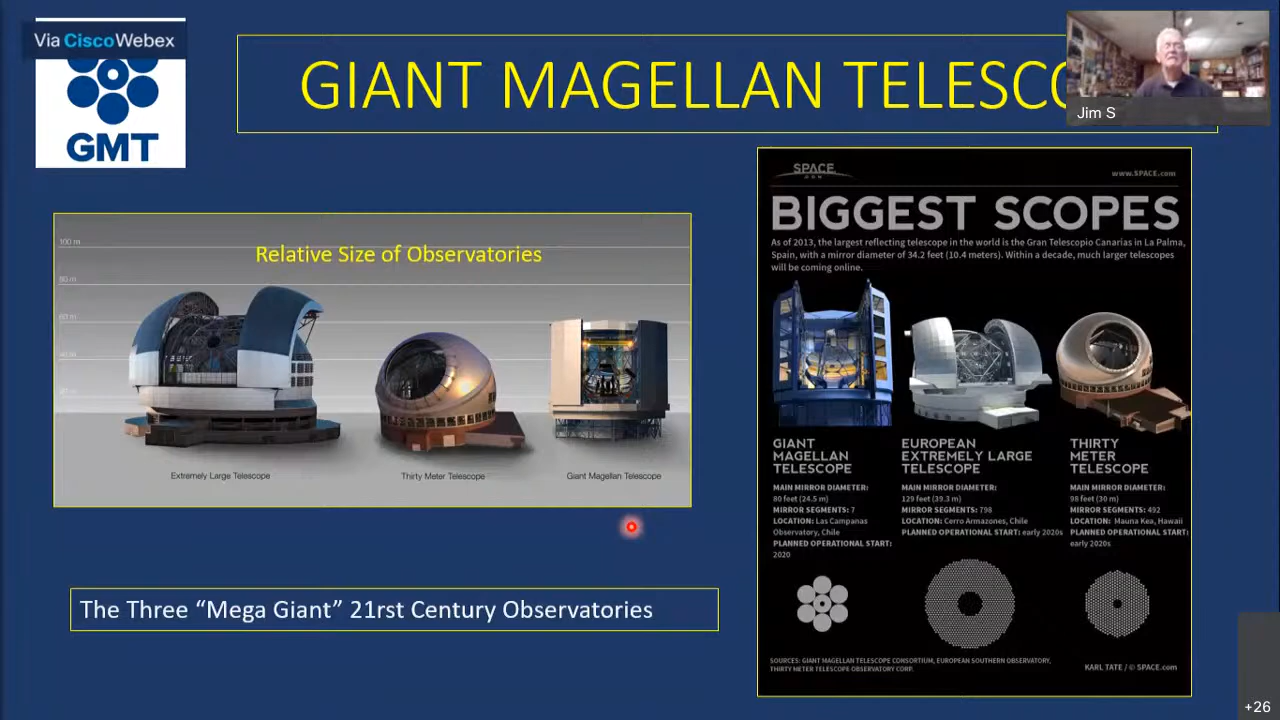 Via CiscoWebex
GMT
GIANT MAGELLAN TELESCO
Jim S
Relative Size of Observatories
100 m
80 m
60 m
40 m
20 m
Extremely Large Telescope
Thirty Meter Telescope
Giant Magellan Telescope
The Three “Mega Giant” 21rst Century Observatories
SPACE
.COM
www.SPACE.com
BIGGEST SCOPES
As of 2013, the largest reflecting telescope in the world is the Gran Telescopio Canarias in La Palma,
Spain, with a mirror diameter of 34.2 feet (10.4 meters). Within a decade, much larger telescopes
will be coming online.
GIANT
MAGELLAN
TELESCOPE
MAIN MIRROR DIAMETER:
80 feet (24.5 m)
MIRROR SEGMENTS: 7
LOCATION: Las Campanas
Observatory, Chile
PLANNED OPERATIONAL START:
2020
EUROPEAN
EXTREMELY LARGE
TELESCOPE
MAIN MIRROR DIAMETER:
129 feet (39.3 m)
MIRROR SEGMENTS: 798
LOCATION: Cerro Armazones, Chile
PLANNED OPERATIONAL START: early 2020s
THIRTY
METER
TELESCOPE
MAIN MIRROR DIAMETER:
98 feet (30 m)
MIRROR SEGMENTS: 492
LOCATION: Mauna Kea, Hawaii
PLANNED OPERATIONAL START:
early 2020s
SOURCES: GIANT MAGELLAN TELESCOPE CONSORTIUM, EUROPEAN SOUTHERN OBSERVATORY,
THIRTY METER TELESCOPE OBSERVATORY CORP.
KARL TATE / © SPACE.com
+26